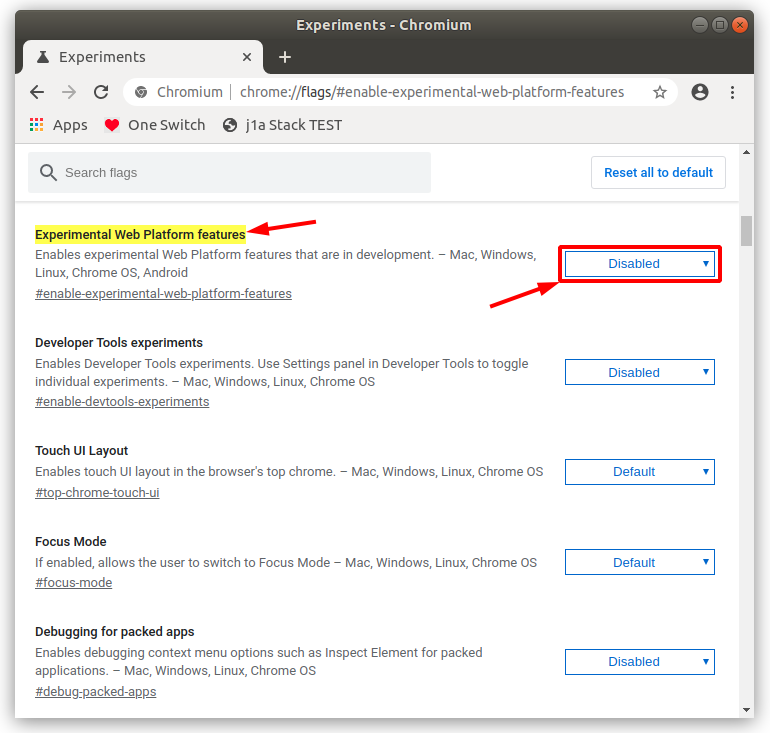 Experiments - Chromium
Experiments
Chromium | chrome://flags/#enable-experimental-web-platform-features
Apps One Switch j1a Stack TEST
Search flags
Reset all to default
Experimental Web Platform features
Enables experimental Web Platform features that are in development. – Mac, Windows,
Linux, Chrome OS, Android
#enable-experimental-web-platform-features
Disabled
Developer Tools experiments
Enables Developer Tools experiments. Use Settings panel in Developer Tools to toggle
individual experiments. – Mac, Windows, Linux, Chrome OS
#enable-devtools-experiments
Disabled
Touch UI Layout
Enables touch UI layout in the browser's top chrome. – Mac, Windows, Linux, Chrome OS
#top-chrome-touch-ui
Default
Focus Mode
If enabled, allows the user to switch to Focus Mode – Mac, Windows, Linux, Chrome OS
#focus-mode
Default
Debugging for packed apps
Enables debugging context menu options such as Inspect Element for packed
applications. – Mac, Windows, Linux, Chrome OS
#debug-packed-apps
Disabled